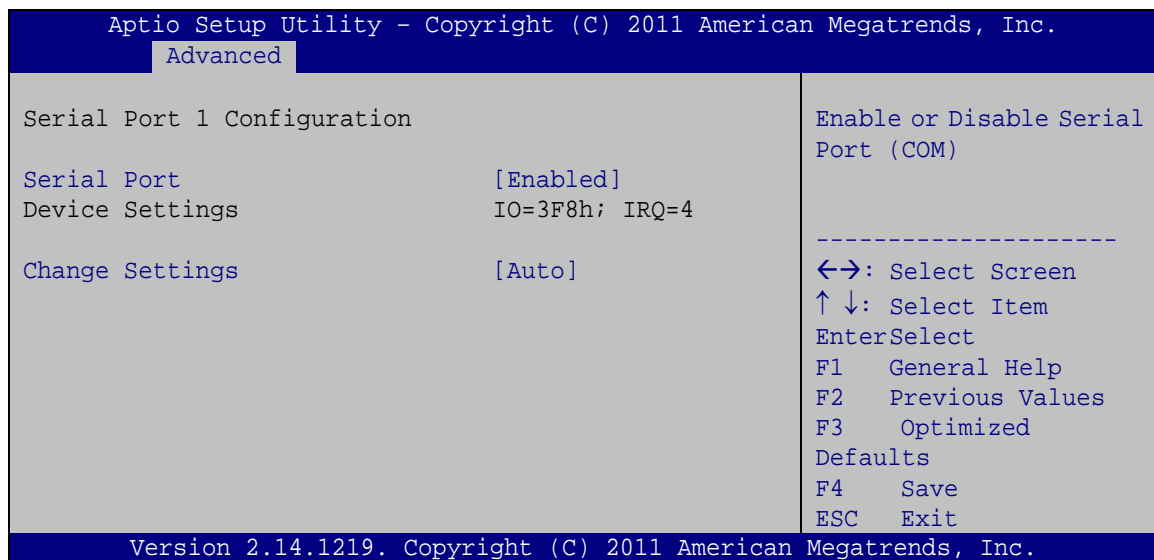 Aptio Setup Utility – Copyright (C) 2011 American Megatrends, Inc.
Advanced
Serial Port 1 Configuration
Serial Port [Enabled]
Device Settings IO=3F8h; IRQ=4
Change Settings [Auto]
Enable or Disable Serial
Port (COM)
---------------------
←→: Select Screen
↑ ↓: Select Item
EnterSelect
F1 General Help
F2 Previous Values
F3 Optimized
Defaults
F4 Save
ESC Exit
Version 2.14.1219. Copyright (C) 2011 American Megatrends, Inc.